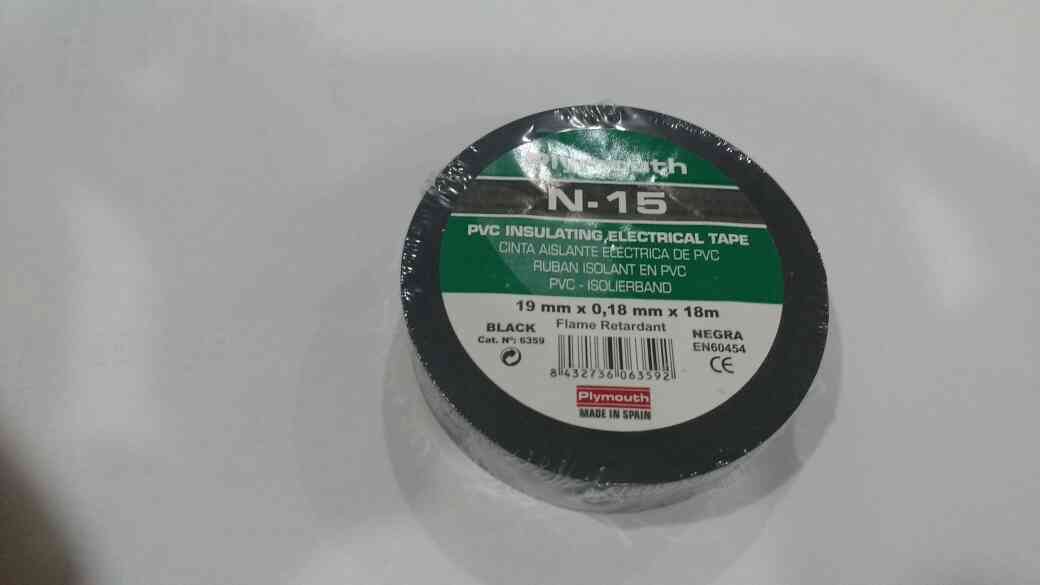 Plymouth
N-15
PVC INSULATING ELECTRICAL TAPE
CINTA AISLANTE ELECTRICA DE PVC
RUBAN ISOLANT EN PVC
PVC - ISOLIERBAND
19 mm x 0,18 mm x 18m
Flame Retardant
BLACK
Cat. Nº: 6359
NEGRA
EN60454
CE
8 432736 063592
Plymouth
MADE IN SPAIN